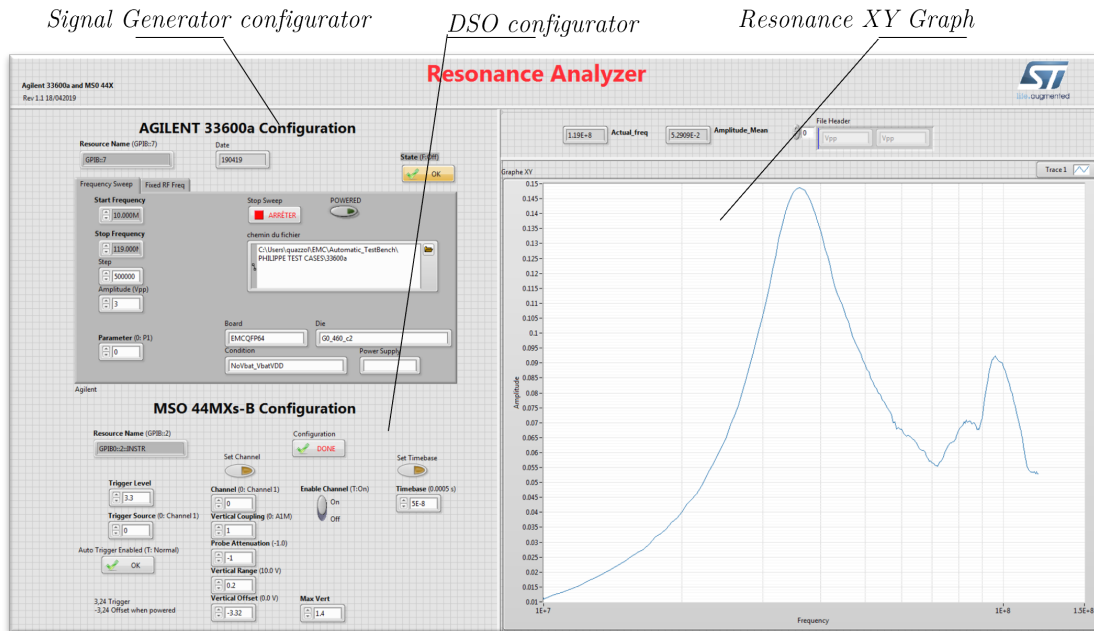 Signal Generator configurator
DSO configurator
Resonance XY Graph
Resonance Analyzer
Agilent 33600a and MSO 44X
Rev 1.1 18/042019
ST
life.augmented
AGILENT 33600a Configuration
Resource Name (GPIB::7)
Date
GPIB::7
190419
State (F:Off)
OK
Frequency Sweep
Fixed RF Freq
Start Frequency
10.000M
Stop Sweep
ARRÊTER
POWERED
Stop Frequency
119.000M
chemin du fichier
C:\Users\quazzol\EMC\Automatic_TestBench\
PHILIPPE TEST CASES\33600a
Step
500000
Amplitude (Vpp)
3
Board
Die
EMCQFP64
G0_460_c2
Parameter (0: P1)
0
Condition
Power Supply
NoVbat_VbatVDD
Agilent
MSO 44MXs-B Configuration
Resource Name (GPIB::2)
GPIB0::2::INSTR
Configuration
DONE
Set Channel
Set Timebase
Trigger Level
3.3
Channel (0: Channel 1)
0
Enable Channel (T:On)
On
Off
Timebase (0.0005 s)
5E-8
Trigger Source (0: Channel 1)
0
Vertical Coupling (0: A1M)
1
Auto Trigger Enabled (T: Normal)
OK
Probe Attenuation (-1.0)
-1
Vertical Range (10.0 V)
0.2
Vertical Offset (0.0 V)
-3.32
Max Vert
1.4
3,24 Trigger
-3,24 Offset when powered
1.19E+8
Actual_freq
5.2909E-2
Amplitude_Mean
0
File Header
Vpp
Vpp
Graphe XY
Trace 1
0.15
0.145
0.14
0.135
0.13
0.125
0.12
0.115
0.11
0.105
0.1
0.095
0.09
0.085
0.08
0.075
0.07
0.065
0.06
0.055
0.05
0.045
0.04
0.035
0.03
0.025
0.02
0.015
0.01
Amplitude
1E+7
1E+8
1.5E+8
Frequency